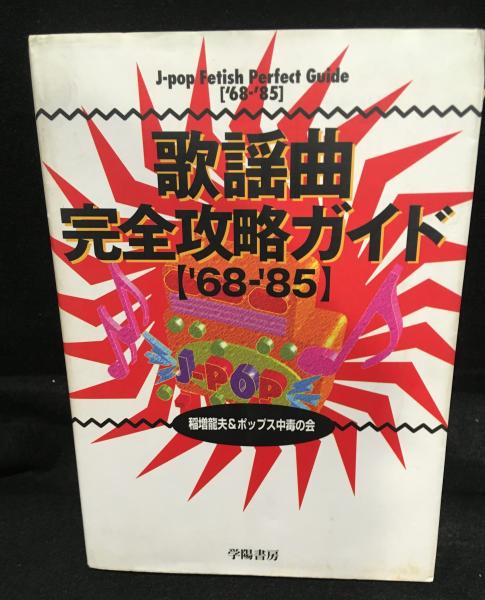 J-pop Fetish Perfect Guide
['68-'85]
歌謡曲
完全攻略ガイド
【'68-'85】
J-POP
稲増龍夫&ポップス中毒の会
学陽書房